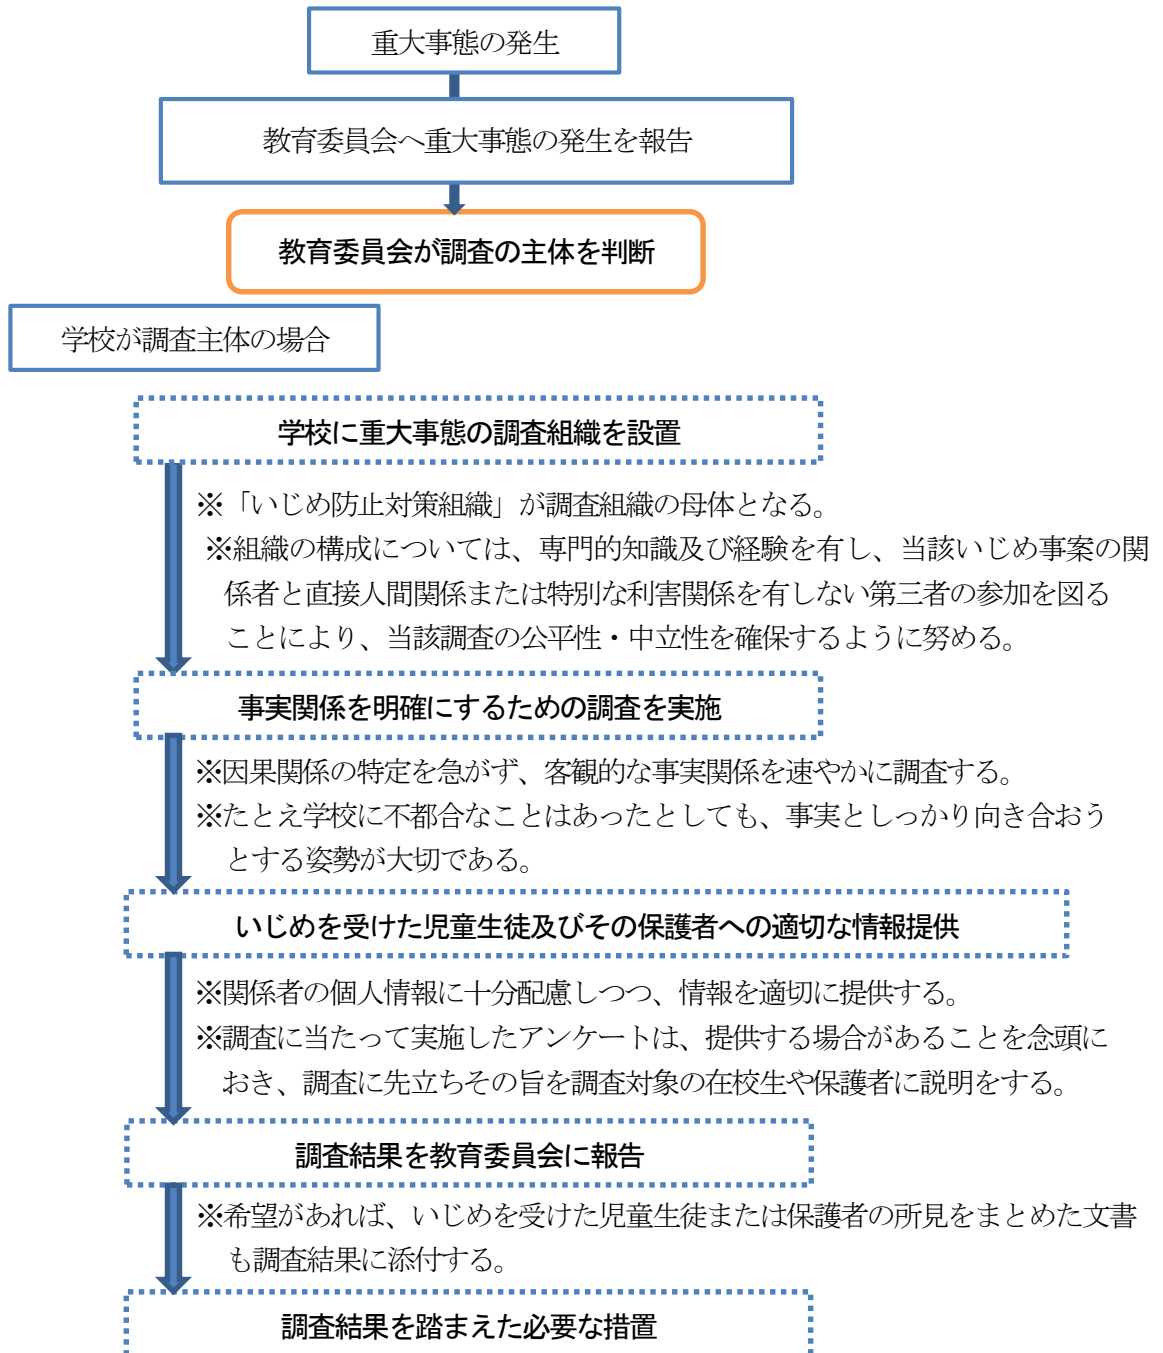 重大事態の発生
教育委員会へ重大事態の発生を報告
教育委員会が調査の主体を判断
学校が調査主体の場合
学校に重大事態の調査組織を設置
※「いじめ防止対策組織」が調査組織の母体となる。
※組織の構成については、専門的知識及び経験を有し、当該いじめ事案の関
係者と直接人間関係または特別な利害関係を有しない第三者の参加を図る
ことにより、当該調査の公平性・中立性を確保するように努める。
事実関係を明確にするための調査を実施
※因果関係の特定を急がず、客観的な事実関係を速やかに調査する。
※たとえ学校に不都合なことはあったとしても、事実としっかり向き合おう
とする姿勢が大切である。
いじめを受けた児童生徒及びその保護者への適切な情報提供
※関係者の個人情報に十分配慮しつつ、情報を適切に提供する。
※調査に当たって実施したアンケートは、提供する場合があることを念頭に
おき、調査に先立ちその旨を調査対象の在校生や保護者に説明をする。
調査結果を教育委員会に報告
※希望があれば、いじめを受けた児童生徒または保護者の所見をまとめた文書
も調査結果に添付する。
調査結果を踏まえた必要な措置